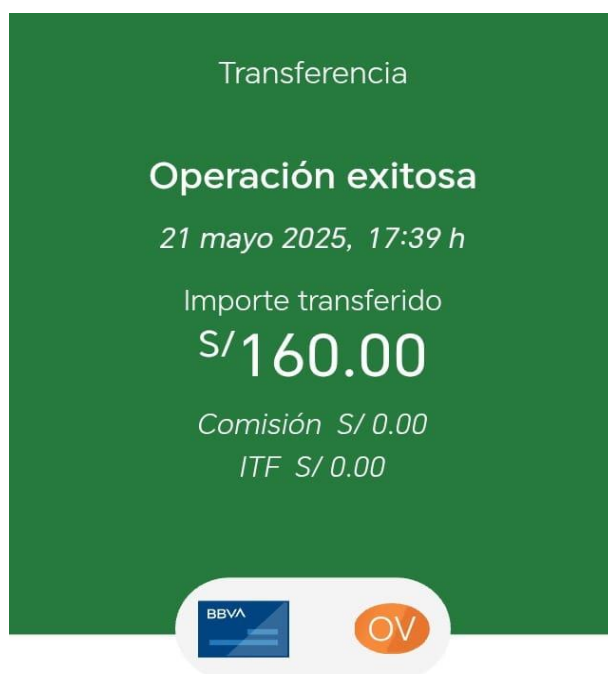 Transferencia
Operación exitosa
21 mayo 2025, 17:39 h
Importe transferido
S/160.00
Comisión S/ 0.00
ITF S/ 0.00
BBVA
OV